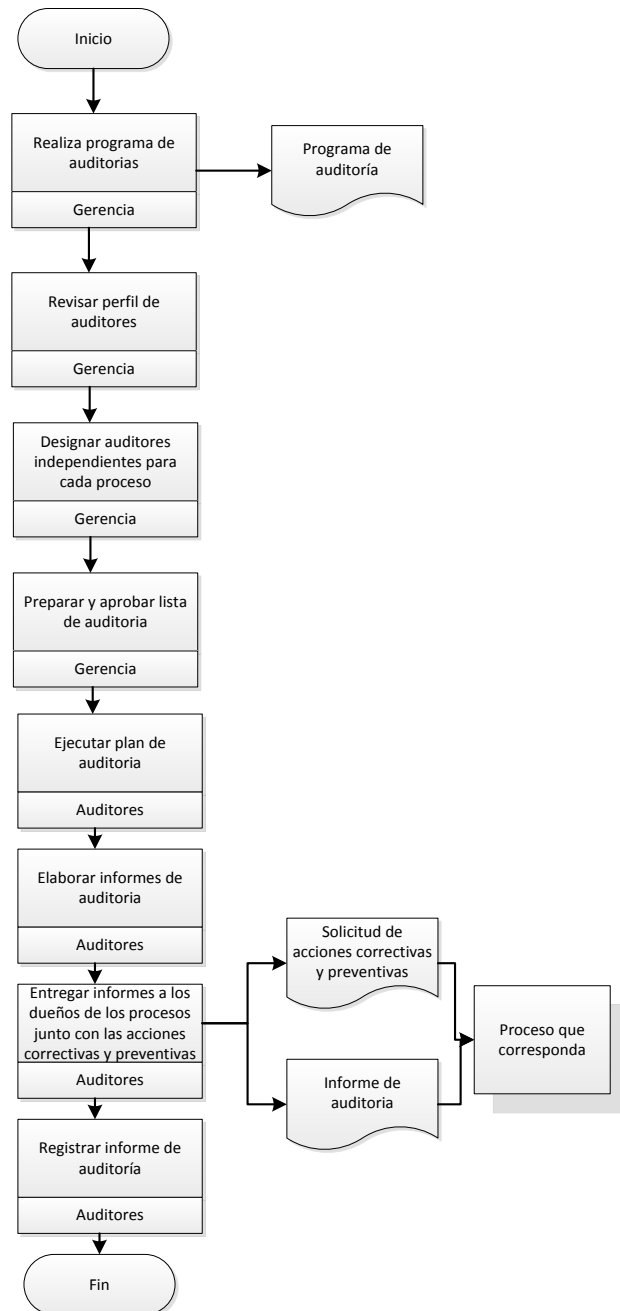 Inicio
Realiza programa de
auditorias
Gerencia
Programa de
auditoría
Revisar perfil de
auditores
Gerencia
Designar auditores
independientes para
cada proceso
Gerencia
Preparar y aprobar lista
de auditoria
Gerencia
Ejecutar plan de
auditoria
Auditores
Elaborar informes de
auditoria
Auditores
Entregar informes a los
dueños de los procesos
junto con las acciones
correctivas y preventivas
Auditores
Solicitud de
acciones correctivas
y preventivas
Informe de
auditoria
Proceso que
corresponda
Registrar informe de
auditoría
Auditores
Fin